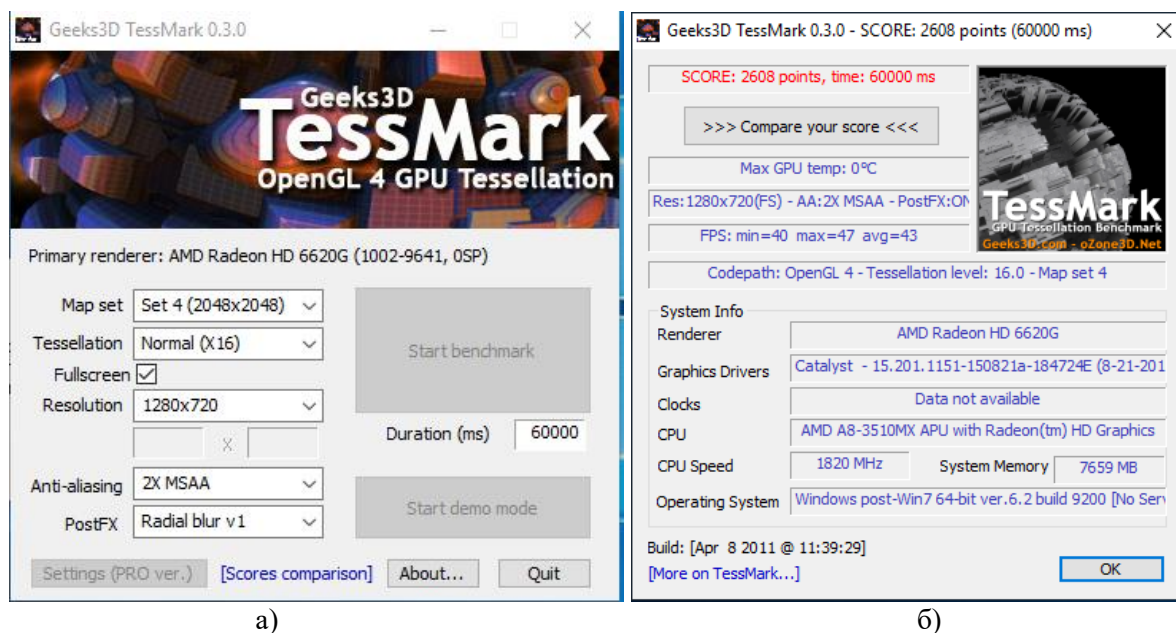 Geeks3D TessMark 0.3.0
Geeks3D
TessMark
OpenGL 4 GPU Tessellation
Primary renderer: AMD Radeon HD 6620G (1002-9641, 0SP)
Map set Set 4 (2048x2048)
Tessellation Normal (X16)
Start benchmark
Fullscreen
Resolution 1280x720
Duration (ms) 60000
X
Anti-aliasing 2X MSAA
Start demo mode
PostFX Radial blur v1
Settings (PRO ver.) [Scores comparison] About... Quit
а)
Geeks3D TessMark 0.3.0 - SCORE: 2608 points (60000 ms)
SCORE: 2608 points, time: 60000 ms
>>> Compare your score <<<
Max GPU temp: 0°C
Res:1280x720(FS) - AA:2X MSAA - PostFX:ON
FPS: min=40 max=47 avg=43
TessMark
GPU Tessellation Benchmark
Geeks3D.com - oZone3D.Net
Codepath: OpenGL 4 - Tessellation level: 16.0 - Map set 4
System Info
Renderer AMD Radeon HD 6620G
Graphics Drivers Catalyst - 15.201.1151-150821a-184724E (8-21-201
Clocks Data not available
CPU AMD A8-3510MX APU with Radeon(tm) HD Graphics
CPU Speed 1820 MHz System Memory 7659 MB
Operating System Windows post-Win7 64-bit ver.6.2 build 9200 [No Serv
Build: [Apr 8 2011 @ 11:39:29]
[More on TessMark...]
OK
б)